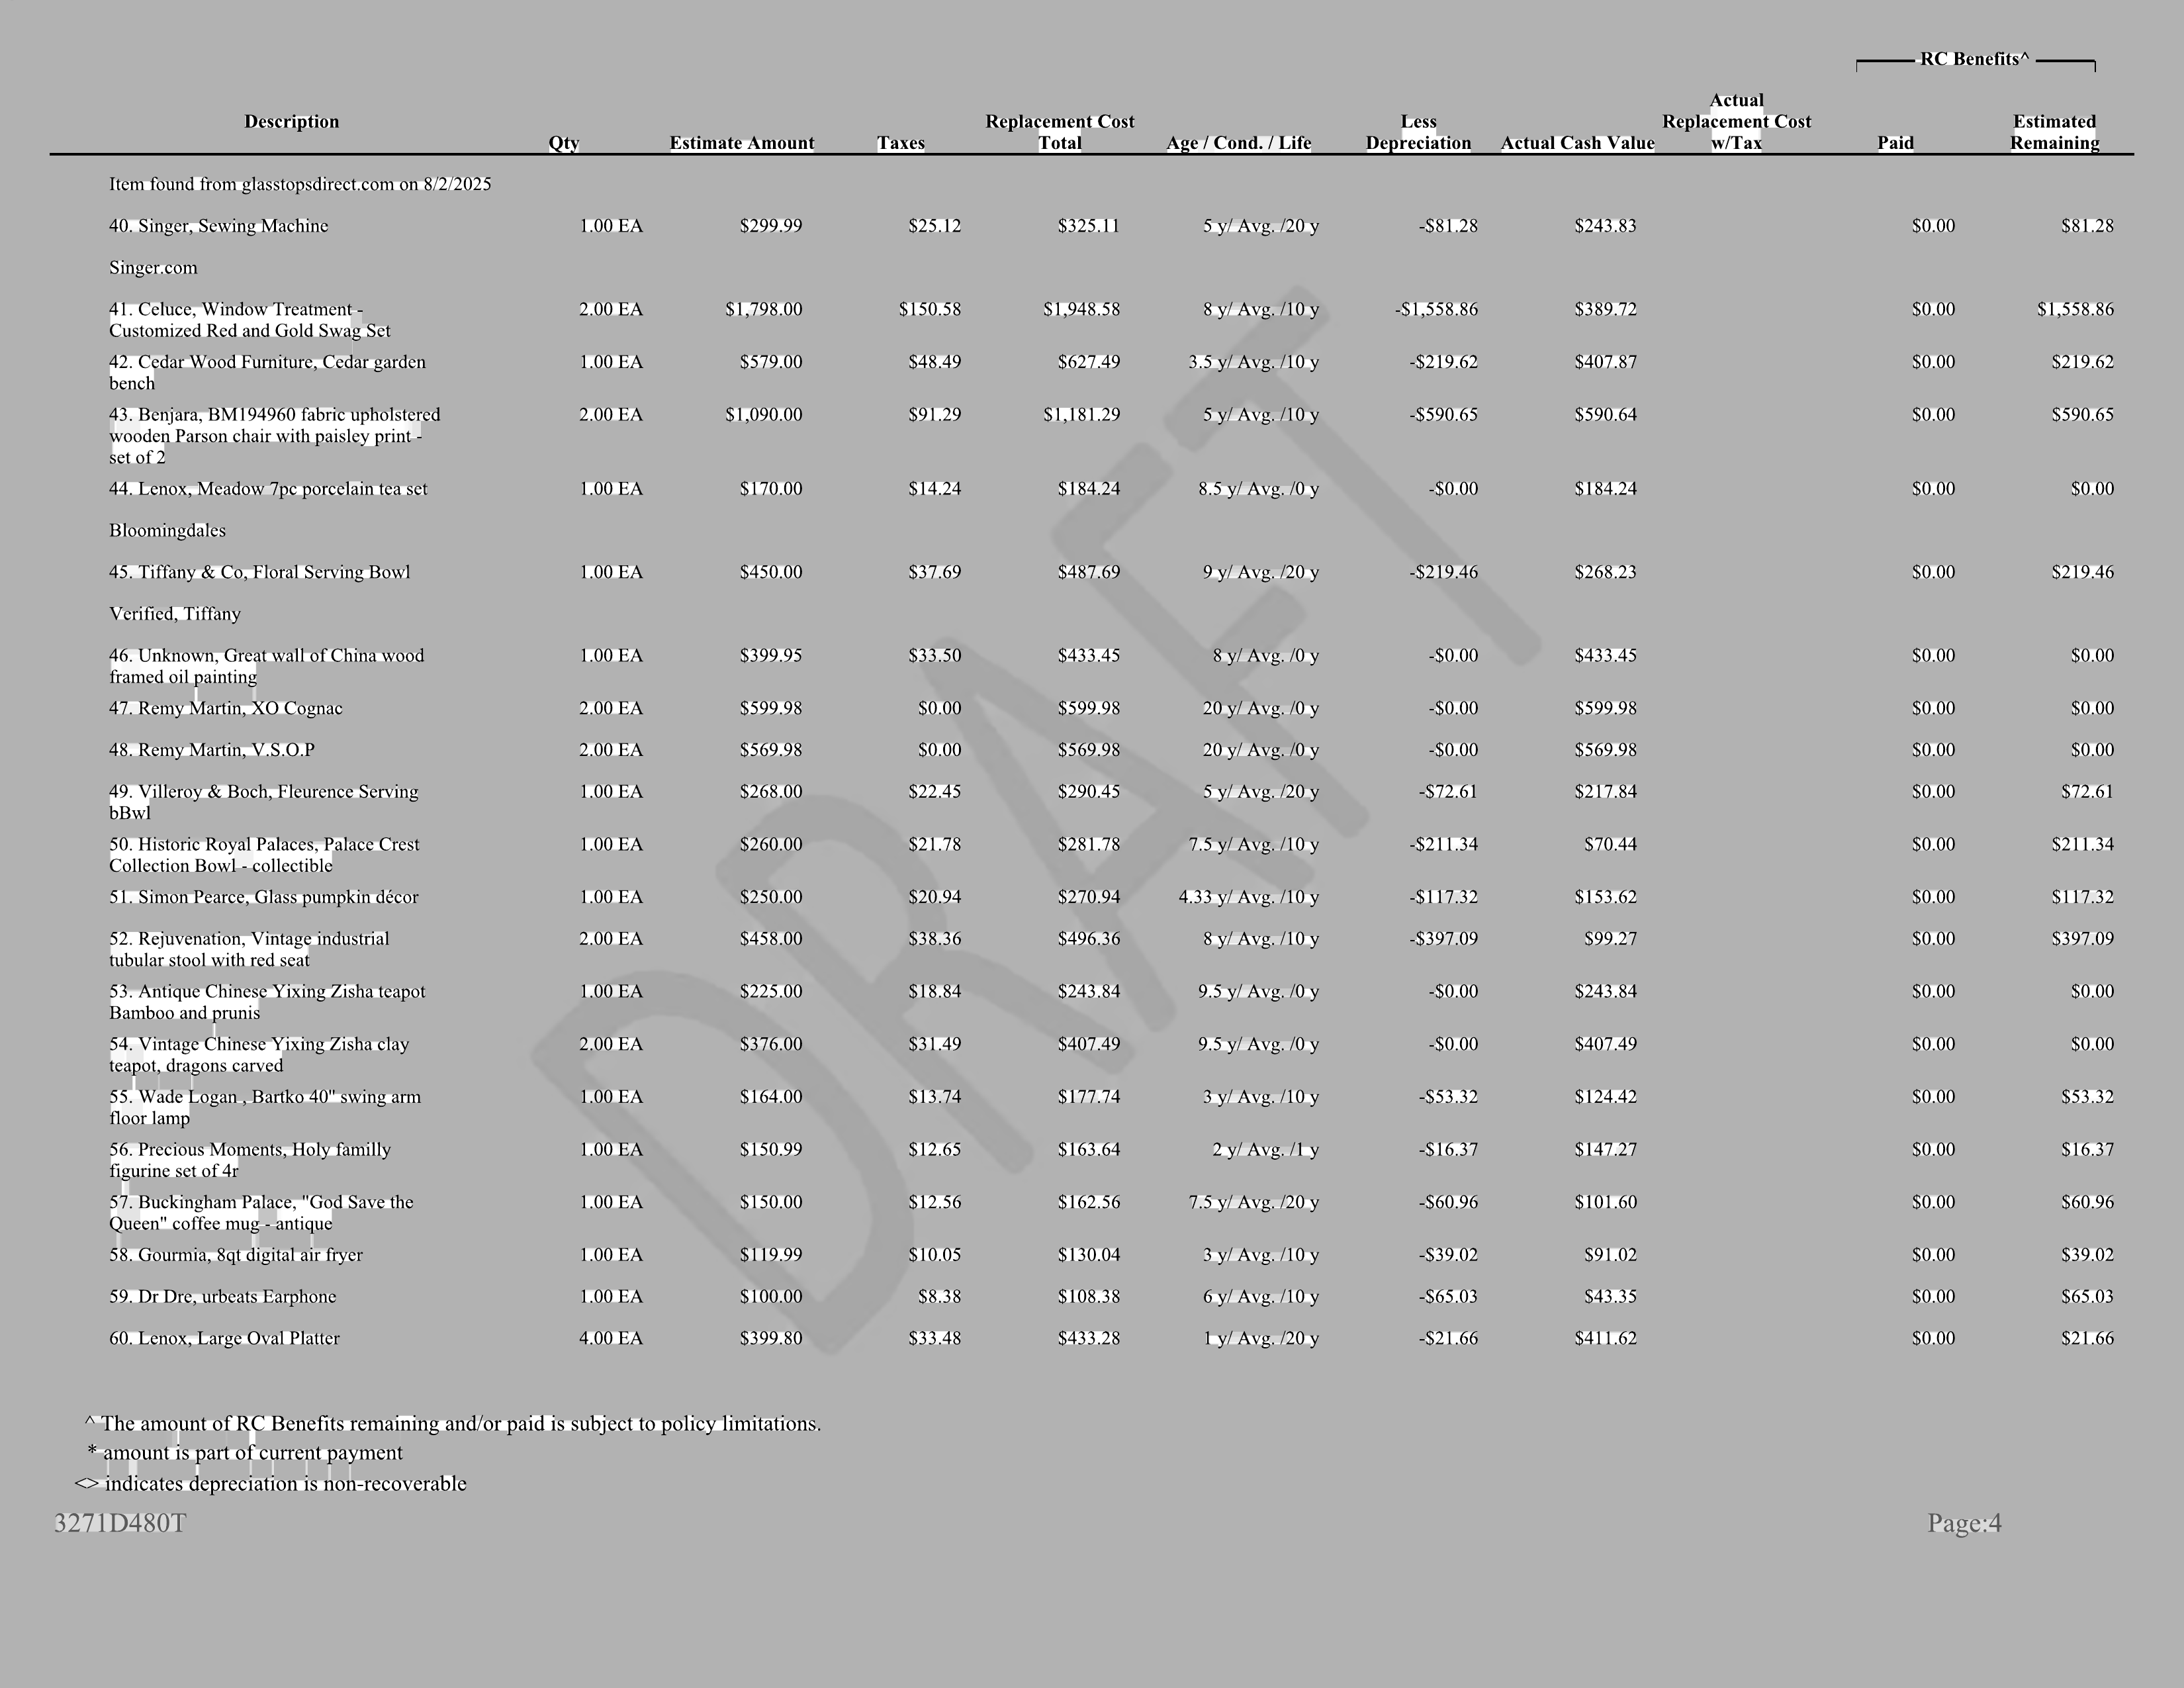 RC Benefits^
Description Qty Estimate Amount Taxes Replacement Cost Total Age / Cond. / Life Less Depreciation Actual Cash Value Actual Replacement Cost w/Tax Paid Estimated Remaining
Item found from glasstopsdirect.com on 8/2/2025
40. Singer, Sewing Machine 1.00 EA $299.99 $25.12 $325.11 5 y/ Avg. /20 y -$81.28 $243.83 $0.00 $81.28
Singer.com
41. Celuce, Window Treatment - 2.00 EA $1,798.00 $150.58 $1,948.58 8 y/ Avg. /10 y -$1,558.86 $389.72 $0.00 $1,558.86
Customized Red and Gold Swag Set
42. Cedar Wood Furniture, Cedar garden 1.00 EA $579.00 $48.49 $627.49 3.5 y/ Avg. /10 y -$219.62 $407.87 $0.00 $219.62
bench
43. Benjara, BM194960 fabric upholstered 2.00 EA $1,090.00 $91.29 $1,181.29 5 y/ Avg. /10 y -$590.65 $590.64 $0.00 $590.65
wooden Parson chair with paisley print -
set of 2
44. Lenox, Meadow 7pc porcelain tea set 1.00 EA $170.00 $14.24 $184.24 8.5 y/ Avg. /0 y -$0.00 $184.24 $0.00 $0.00
Bloomingdales
45. Tiffany & Co, Floral Serving Bowl 1.00 EA $450.00 $37.69 $487.69 9 y/ Avg. /20 y -$219.46 $268.23 $0.00 $219.46
Verified, Tiffany
46. Unknown, Great wall of China wood 1.00 EA $399.95 $33.50 $433.45 8 y/ Avg. /0 y -$0.00 $433.45 $0.00 $0.00
framed oil painting
47. Remy Martin, XO Cognac 2.00 EA $599.98 $0.00 $599.98 20 y/ Avg. /0 y -$0.00 $599.98 $0.00 $0.00
48. Remy Martin, V.S.O.P 2.00 EA $569.98 $0.00 $569.98 20 y/ Avg. /0 y -$0.00 $569.98 $0.00 $0.00
49. Villeroy & Boch, Fleurence Serving 1.00 EA $268.00 $22.45 $290.45 5 y/ Avg. /20 y -$72.61 $217.84 $0.00 $72.61
bBwl
50. Historic Royal Palaces, Palace Crest 1.00 EA $260.00 $21.78 $281.78 7.5 y/ Avg. /10 y -$211.34 $70.44 $0.00 $211.34
Collection Bowl - collectible
51. Simon Pearce, Glass pumpkin décor 1.00 EA $250.00 $20.94 $270.94 4.33 y/ Avg. /10 y -$117.32 $153.62 $0.00 $117.32
52. Rejuvenation, Vintage industrial 2.00 EA $458.00 $38.36 $496.36 8 y/ Avg. /10 y -$397.09 $99.27 $0.00 $397.09
tubular stool with red seat
53. Antique Chinese Yixing Zisha teapot 1.00 EA $225.00 $18.84 $243.84 9.5 y/ Avg. /0 y -$0.00 $243.84 $0.00 $0.00
Bamboo and prunis
54. Vintage Chinese Yixing Zisha clay 2.00 EA $376.00 $31.49 $407.49 9.5 y/ Avg. /0 y -$0.00 $407.49 $0.00 $0.00
teapot, dragons carved
55. Wade Logan , Bartko 40" swing arm 1.00 EA $164.00 $13.74 $177.74 3 y/ Avg. /10 y -$53.32 $124.42 $0.00 $53.32
floor lamp
56. Precious Moments, Holy familly 1.00 EA $150.99 $12.65 $163.64 2 y/ Avg. /1 y -$16.37 $147.27 $0.00 $16.37
figurine set of 4r
57. Buckingham Palace, "God Save the 1.00 EA $150.00 $12.56 $162.56 7.5 y/ Avg. /20 y -$60.96 $101.60 $0.00 $60.96
Queen" coffee mug - antique
58. Gourmia, 8qt digital air fryer 1.00 EA $119.99 $10.05 $130.04 3 y/ Avg. /10 y -$39.02 $91.02 $0.00 $39.02
59. Dr Dre, urbeats Earphone 1.00 EA $100.00 $8.38 $108.38 6 y/ Avg. /10 y -$65.03 $43.35 $0.00 $65.03
60. Lenox, Large Oval Platter 4.00 EA $399.80 $33.48 $433.28 1 y/ Avg. /20 y -$21.66 $411.62 $0.00 $21.66
DRAFT
^ The amount of RC Benefits remaining and/or paid is subject to policy limitations.
* amount is part of current payment
<> indicates depreciation is non-recoverable
3271D480T Page:4